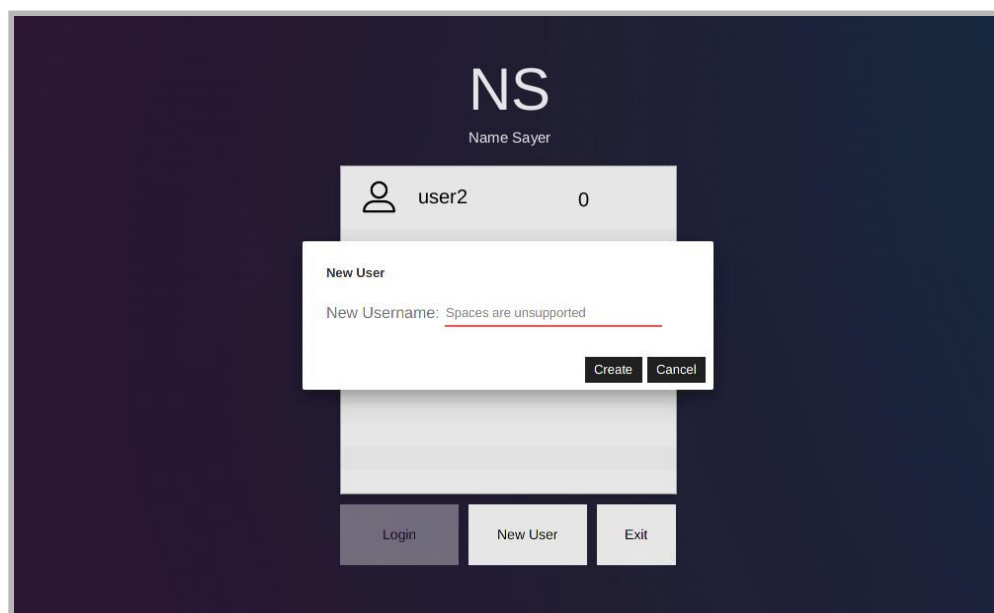 NS
Name Sayer
user2 0
New User
New Username: Spaces are unsupported
Create Cancel
Login New User Exit